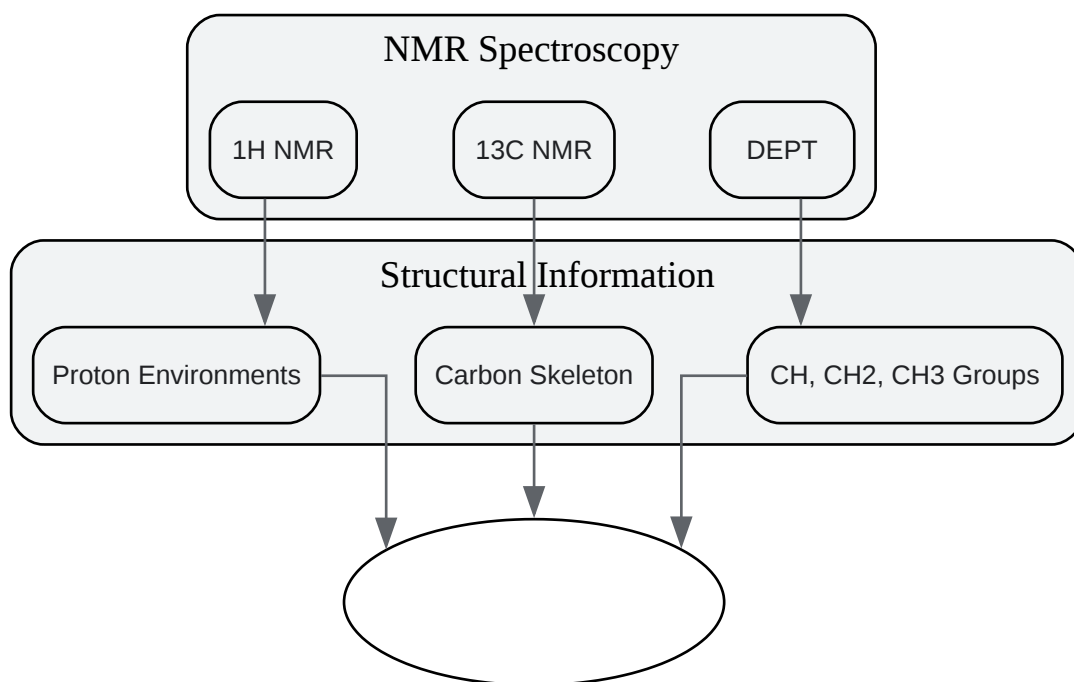 NMR Spectroscopy
1H NMR
13C NMR
DEPT
Structural Information
Proton Environments
Carbon Skeleton
CH, CH2, CH3 Groups